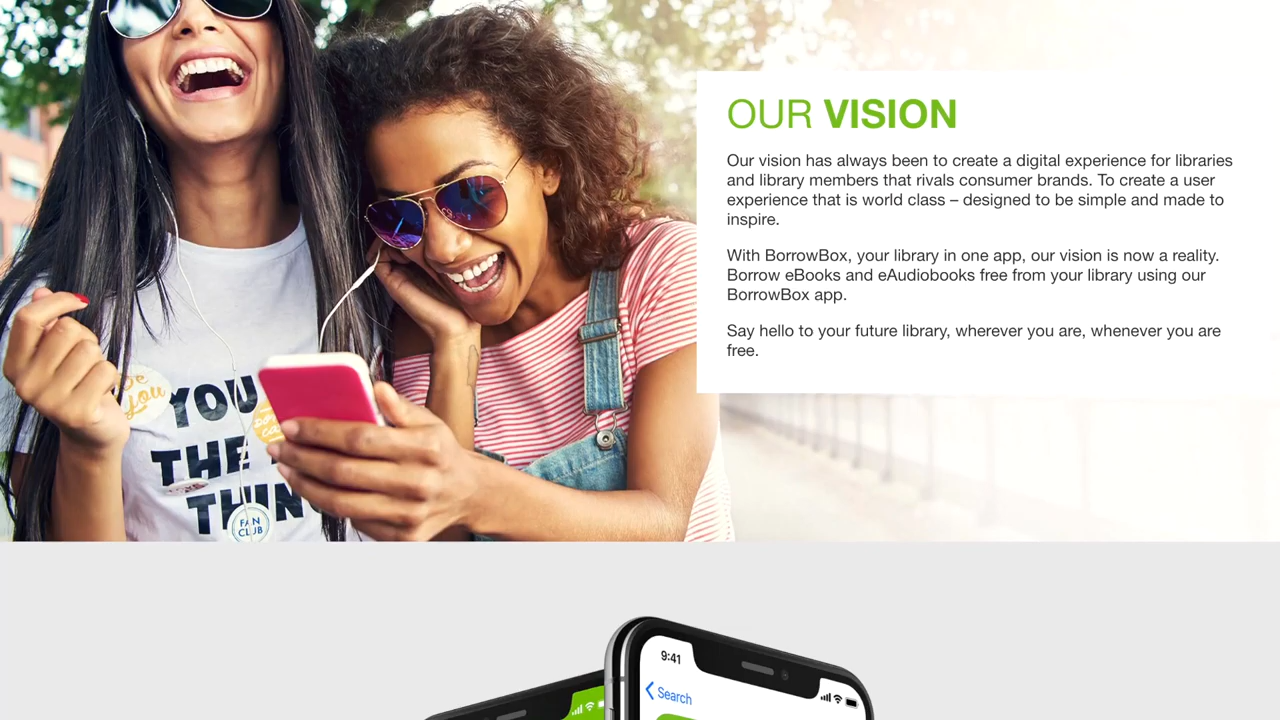 OUR VISION
Our vision has always been to create a digital experience for libraries
and library members that rivals consumer brands. To create a user
experience that is world class – designed to be simple and made to
inspire.
With BorrowBox, your library in one app, our vision is now a reality.
Borrow eBooks and eAudiobooks free from your library using our
BorrowBox app.
Say hello to your future library, wherever you are, whenever you are
free.
Be
you
YOU
THE
THIN
FAN
CLUB
9:41
Search